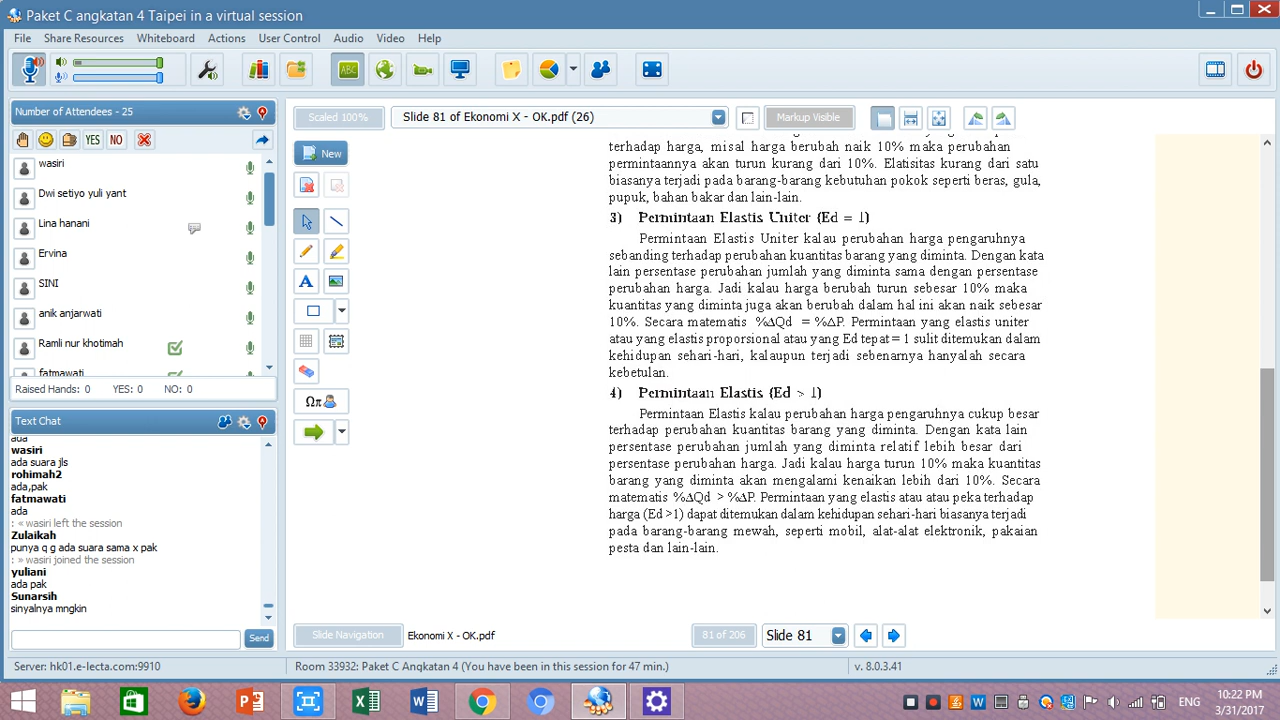 Paket C angkatan 4 Taipei in a virtual session
File Share Resources Whiteboard Actions User Control Audio Video Help
Number of Attendees - 25
YES NO
wasiri
Dwi setiyo yuli yant
Lina hanani
Ervina
SINI
anik anjarwati
Ramli nur khotimah
fatmawati
Raised Hands: 0 YES: 0 NO: 0
Text Chat
ada
wasiri
ada suara jls
rohimah2
ada,pak
fatmawati
ada
: « wasiri left the session
Zulaikah
punya q g ada suara sama x pak
: » wasiri joined the session
yuliani
ada pak
Sunarsih
sinyalnya mngkin
Send
ABC
Scaled 100%
Slide 81 of Ekonomi X - OK.pdf (26)
Markup Visible
New
A
Ωπ
terhadap harga, misal harga berubah naik 10% maka perubahan
permintaannya akan turun kurang dari 10%. Elatisitas kurang dari satu
biasanya terjadi pada barang-barang kebutuhan pokok seperti beras, gula,
pupuk, bahan bakar dan lain-lain.
3) Permintaan Elastis Uniter (Ed = 1)
Permintaan Elastis Uniter kalau perubahan harga pengaruhnya
sebanding terhadap perubahan kuantitas barang yang diminta. Dengan kata
lain persentase perubahan jumlah yang diminta sama dengan persentase
perubahan harga. Jadi kalau harga berubah turun sebesar 10% maka
kuantitas yang diminta juga akan berubah dalam hal ini akan naik sebesar
10%. Secara matematis %∆Qd = %∆P. Permintaan yang elastis uniter
atau yang elastis proporsional atau yang Ed tepat = 1 sulit ditemukan dalam
kehidupan sehari-hari, kalaupun terjadi sebenarnya hanyalah secara
kebetulan.
4) Permintaan Elastis (Ed > 1)
Permintaan Elastis kalau perubahan harga pengaruhnya cukup besar
terhadap perubahan kuantitas barang yang diminta. Dengan kata lain
persentase perubahan jumlah yang diminta relatif lebih besar dari
persentase perubahan harga. Jadi kalau harga turun 10% maka kuantitas
barang yang diminta akan mengalami kenaikan lebih dari 10%. Secara
matematis %∆Qd > %∆P. Permintaan yang elastis atau atau peka terhadap
harga (Ed >1) dapat ditemukan dalam kehidupan sehari-hari biasanya terjadi
pada barang-barang mewah, seperti mobil, alat-alat elektronik, pakaian
pesta dan lain-lain.
Slide Navigation Ekonomi X - OK.pdf 81 of 206 Slide 81
Server: hk01.e-lecta.com:9910 Room 33932: Paket C Angkatan 4 (You have been in this session for 47 min.) v. 8.0.3.41
ENG
10:22 PM
3/31/2017